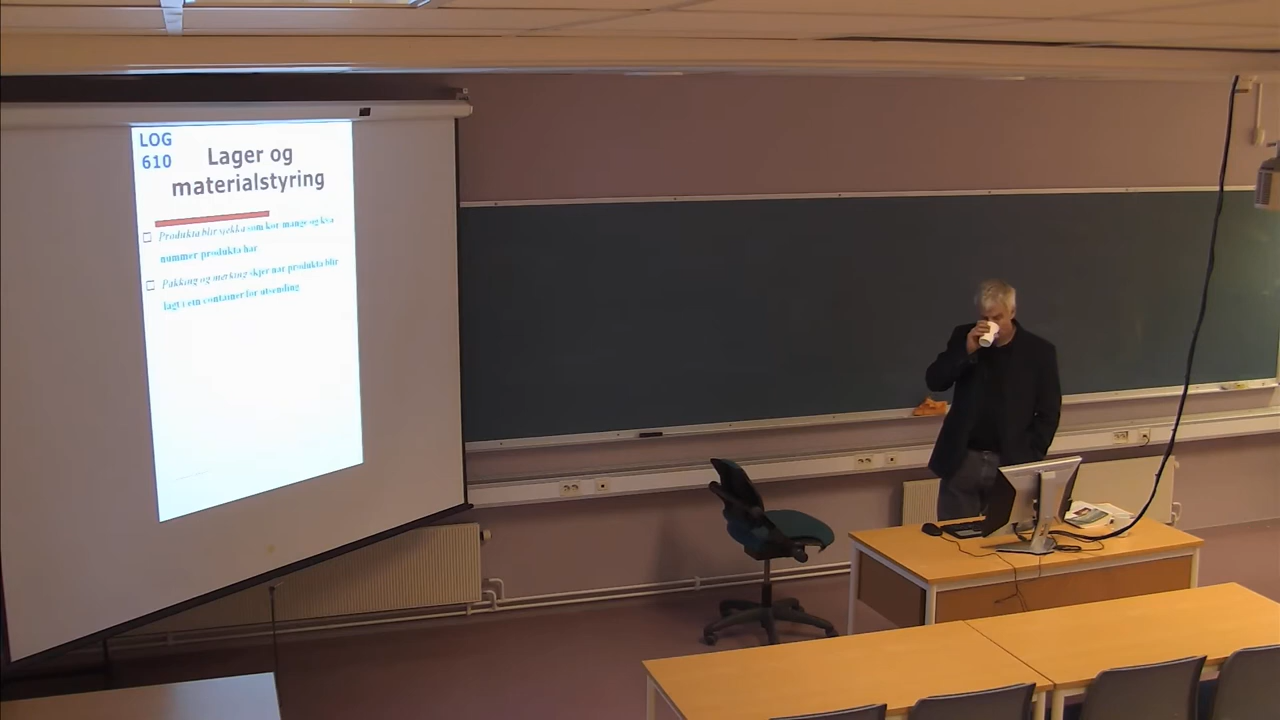 LOG
610
Lager og
materialstyring
Produkta blir sjekka som kor mange og kva
nummer produkta har
Pakking og merking skjer når produkta blir
lagt i ein container for utsending